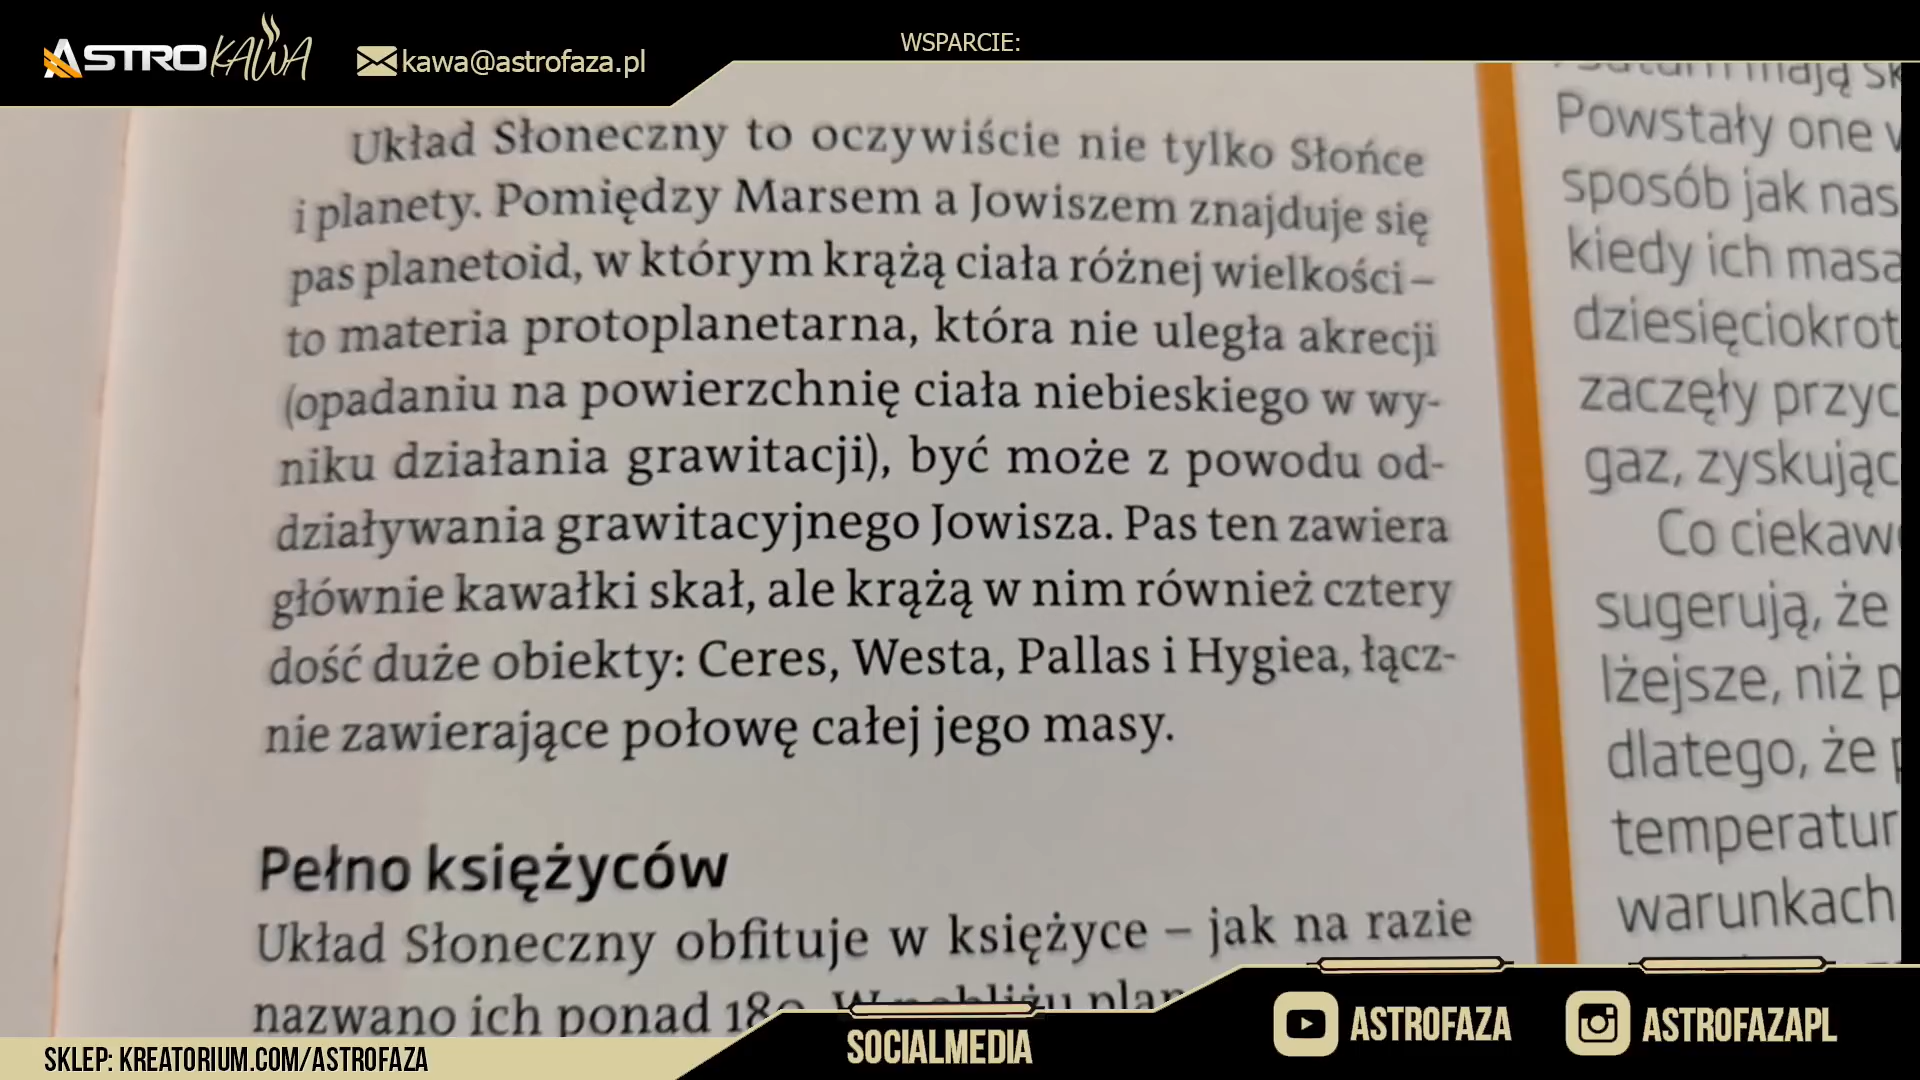 ASTROKAWA
kawa@astrofaza.pl
WSPARCIE:
Układ Słoneczny to oczywiście nie tylko Słońce
i planety. Pomiędzy Marsem a Jowiszem znajduje się
pas planetoid, w którym krążą ciała różnej wielkości –
to materia protoplanetarna, która nie uległa akrecji
(opadaniu na powierzchnię ciała niebieskiego w wy-
niku działania grawitacji), być może z powodu od-
działywania grawitacyjnego Jowisza. Pas ten zawiera
głównie kawałki skał, ale krążą w nim również cztery
dość duże obiekty: Ceres, Westa, Pallas i Hygiea, łącz-
nie zawierające połowę całej jego masy.
Pełno księżyców
Układ Słoneczny obfituje w księżyce – jak na razie
nazwano ich ponad 180. W pobliżu
mają
Powstały one
sposób jak nas
kiedy ich masa
dziesięciokrot
zaczęły przyc
gaz, zyskując
Co ciekaw
sugerują, że
lżejsze, niż p
dlatego, że
temperatur
warunkach
SKLEP: KREATORIUM.COM/ASTROFAZA
SOCIALMEDIA
ASTROFAZA
ASTROFAZAPL